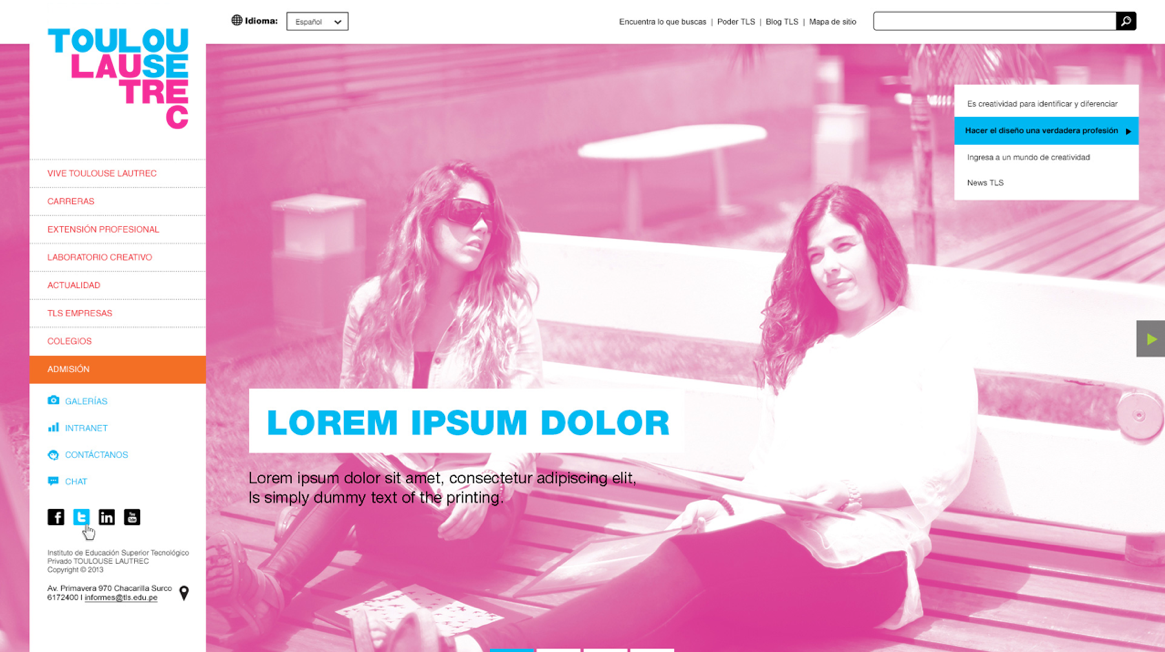 Idioma:
Español
Encuentra lo que buscas | Poder TLS | Blog TLS | Mapa de sitio
TOULOU
LAUSE
TRE
C
VIVE TOULOUSE LAUTREC
CARRERAS
EXTENSIÓN PROFESIONAL
LABORATORIO CREATIVO
ACTUALIDAD
TLS EMPRESAS
COLEGIOS
ADMISIÓN
GALERÍAS
INTRANET
CONTÁCTANOS
CHAT
f t in You
Instituto de Educación Superior Tecnológico
Privado TOULOUSE LAUTREC
Copyright © 2013
Av. Primavera 970 Chacarilla Surco
6172400 I informes@tls.edu.pe
Es creatividad para identificar y diferenciar
Hacer el diseño una verdadera profesión
Ingresa a un mundo de creatividad
News TLS
LOREM IPSUM DOLOR
Lorem ipsum dolor sit amet, consectetur adipiscing elit,
Is simply dummy text of the printing.